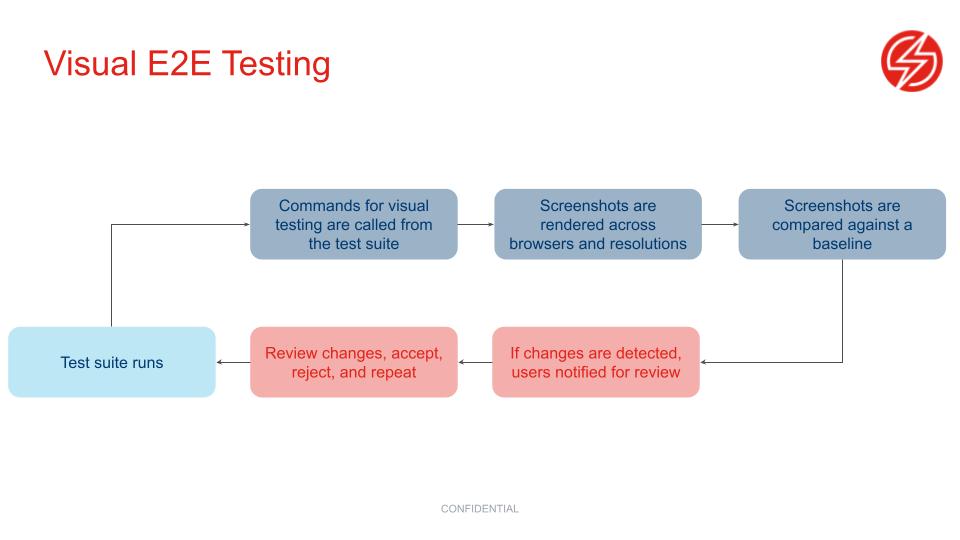 Visual E2E Testing
Commands for visual
testing are called from
the test suite
Screenshots are
rendered across
browsers and resolutions
Screenshots are
compared against a
baseline
Test suite runs
Review changes, accept,
reject, and repeat
If changes are detected,
users notified for review
CONFIDENTIAL